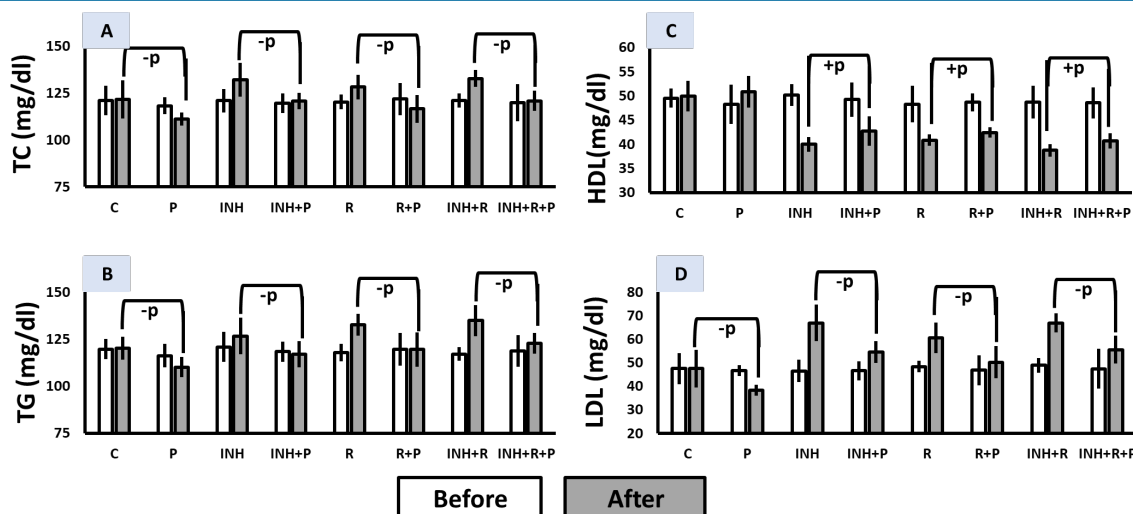 A
TC (mg/dl)
150
125
100
75
-p
-p
-p
-p
C P INH INH+P R R+P INH+R INH+R+P
C
HDL(mg/dl)
60
55
50
45
40
35
30
+p
+p
+p
C P INH INH+P R R+P INH+R INH+R+P
B
TG (mg/dl)
150
125
100
75
-p
-p
-p
-p
C P INH INH+P R R+P INH+R INH+R+P
D
LDL (mg/dl)
80
70
60
50
40
30
20
-p
-p
-p
-p
C P INH INH+P R R+P INH+R INH+R+P
Before After